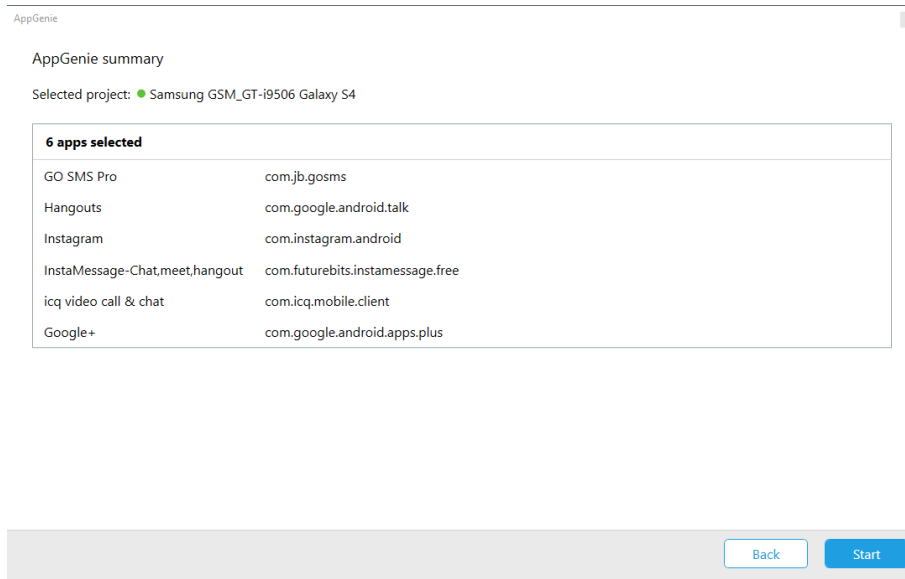 AppGenie
AppGenie summary
Selected project: Samsung GSM_GT-i9506 Galaxy S4
6 apps selected
GO SMS Pro com.jb.gosms
Hangouts com.google.android.talk
Instagram com.instagram.android
InstaMessage-Chat,meet,hangout com.futurebits.instamessage.free
icq video call & chat com.icq.mobile.client
Google+ com.google.android.apps.plus
Back Start